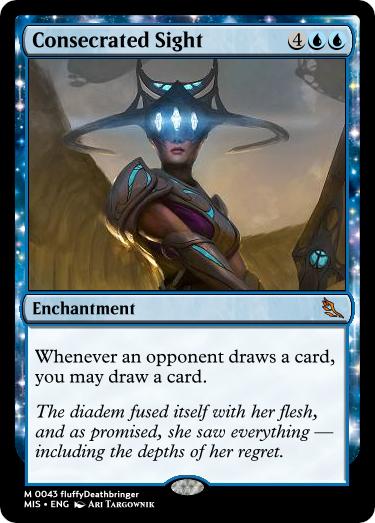 Consecrated Sight 4
Enchantment
Whenever an opponent draws a card,
you may draw a card.
The diadem fused itself with her flesh,
and as promised, she saw everything —
including the depths of her regret.
M 0043 fluffyDeathbringer
MIS • ENG Ari Targownik